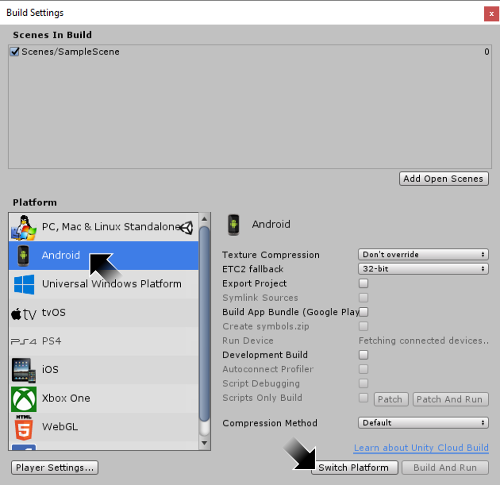 Build Settings
x
Scenes In Build
Scenes/SampleScene 0
Add Open Scenes
Platform
PC, Mac & Linux Standalone
Android
Universal Windows Platform
tv tvOS
PS4 PS4
iOS
Xbox One
HTML
5 WebGL
Player Settings...
Android
Texture Compression Don't override
ETC2 fallback 32-bit
Export Project
Symlink Sources
Build App Bundle (Google Play
Create symbols.zip
Run Device Fetching connected devices..
Development Build
Autoconnect Profiler
Script Debugging
Scripts Only Build Patch Patch And Run
Compression Method Default
Learn about Unity Cloud Build
Switch Platform Build And Run